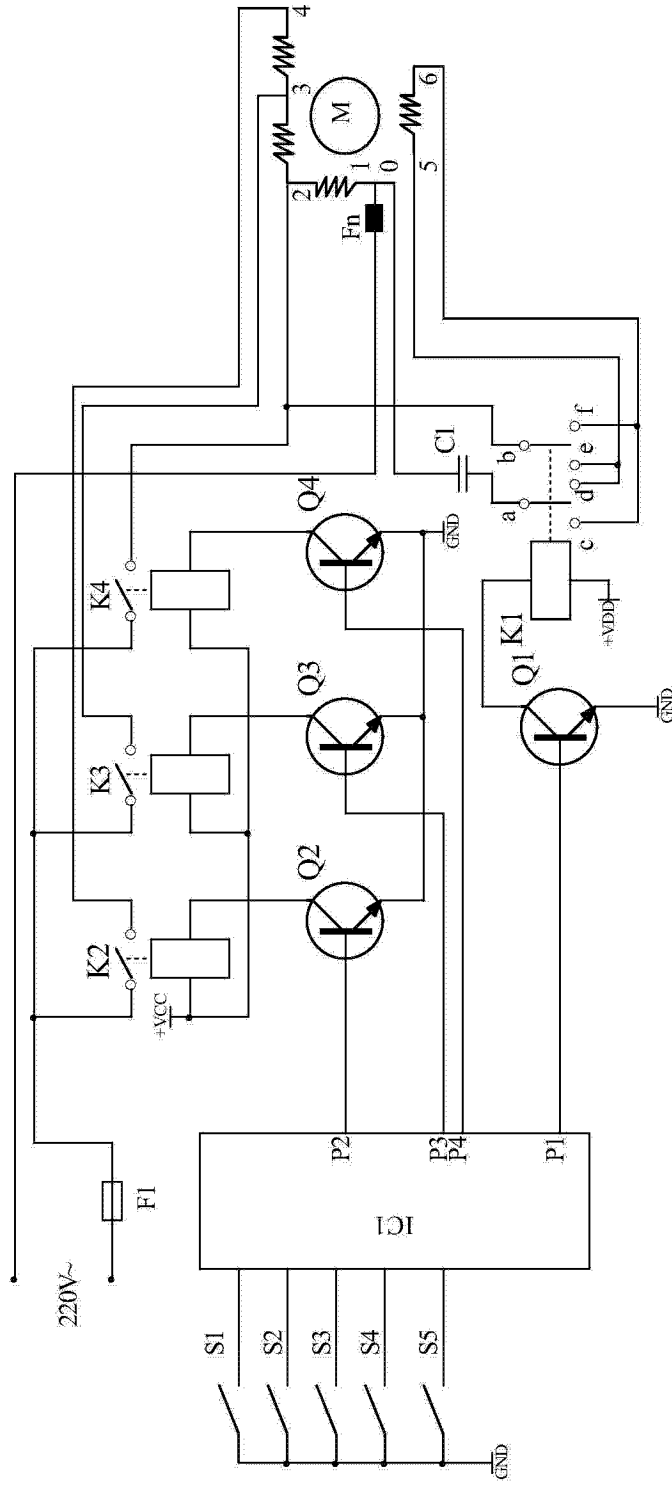 220V~
F1
S1
S2
S3
S4
S5
GND
IC1
P2
P3
P4
P1
+VCC
K2
K3
K4
Q2
Q3
Q4
GND
Q1
GND
K1
+VDD
a
b
c
d
e
f
C1
Fn
M
0
1
2
3
4
5
6